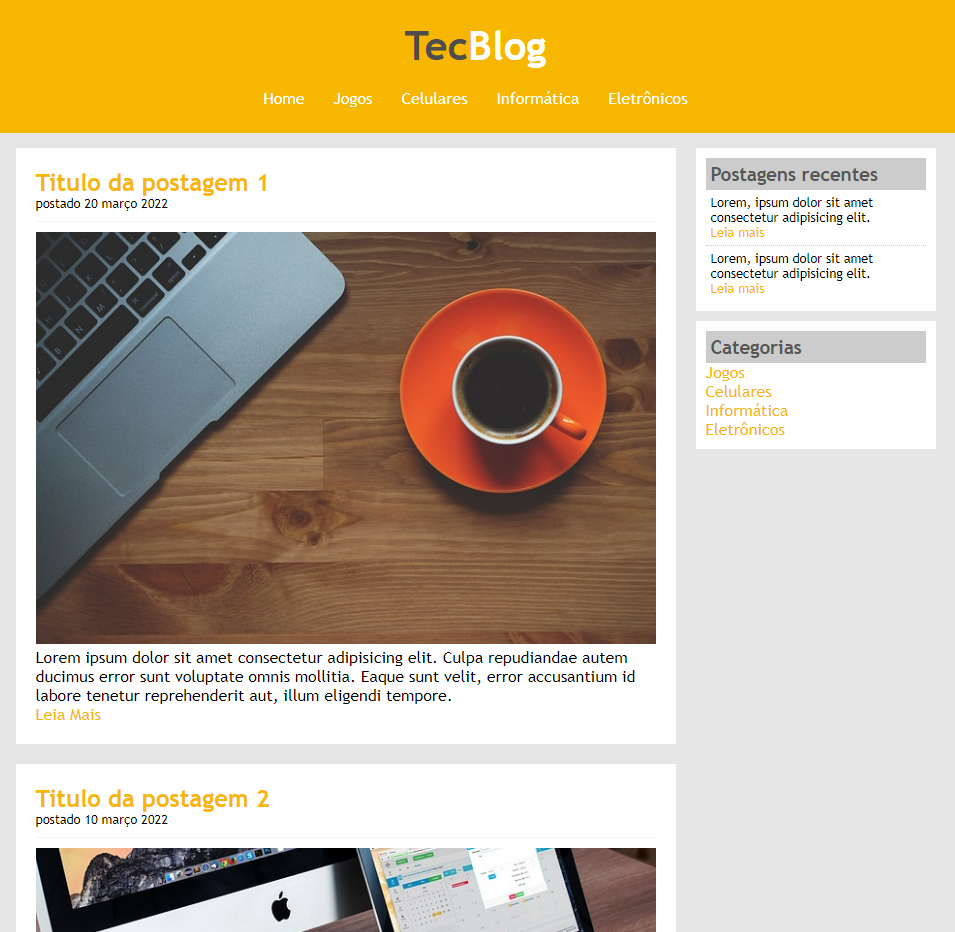 TecBlog
Home Jogos Celulares Informática Eletrônicos
Titulo da postagem 1
postado 20 março 2022
Lorem ipsum dolor sit amet consectetur adipisicing elit. Culpa repudiandae autem
ducimus error sunt voluptate omnis mollitia. Eaque sunt velit, error accusantium id
labore tenetur reprehenderit aut, illum eligendi tempore.
Leia Mais
Titulo da postagem 2
postado 10 março 2022
Postagens recentes
Lorem, ipsum dolor sit amet
consectetur adipisicing elit.
Leia mais
Lorem, ipsum dolor sit amet
consectetur adipisicing elit.
Leia mais
Categorias
Jogos
Celulares
Informática
Eletrônicos